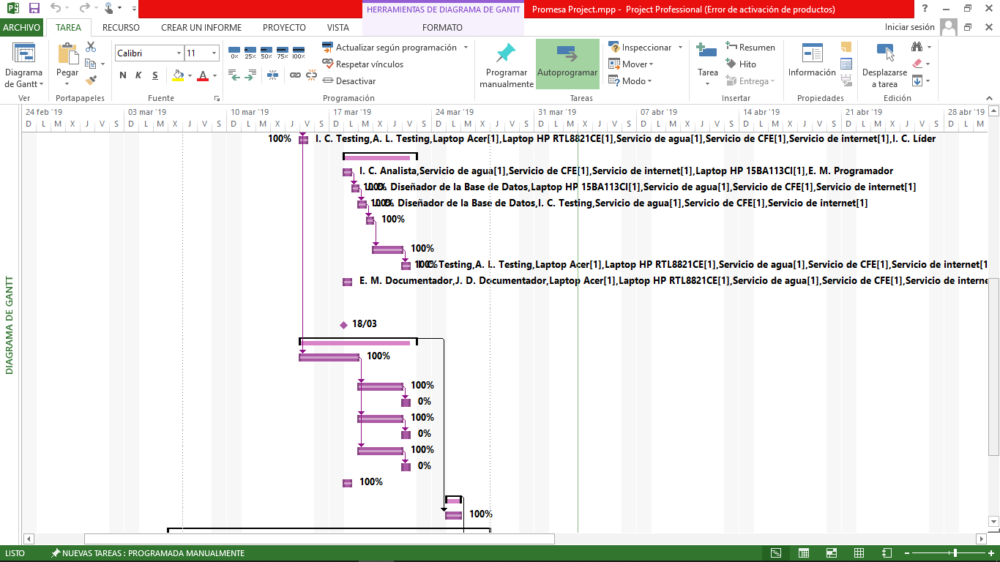 HERRAMIENTAS DE DIAGRAMA DE GANTT
Promesa Project.mpp - Project Professional (Error de activación de productos)
ARCHIVO TAREA RECURSO CREAR UN INFORME PROYECTO VISTA FORMATO Iniciar sesión
Diagrama de Gantt
Ver
Pegar
Portapapeles
Calibri 11
N K S
Fuente
0% 25% 50% 75% 100%
Actualizar según programación
Respetar vínculos
Desactivar
Programación
Programar manualmente
Autoprogramar
Inspeccionar
Mover
Modo
Tareas
Tarea
Resumen
Hito
Entrega
Insertar
Información
Propiedades
Desplazarse a tarea
Edición
24 feb '19 03 mar '19 10 mar '19 17 mar '19 24 mar '19 31 mar '19 07 abr '19 14 abr '19 21 abr '19 28 abr '19
D L M X J V S D L M X J V S D L M X J V S D L M X J V S D L M X J V S D L M X J V S D L M X J V S D L M X J V S D L M X J V S D L M
100% I. C. Testing,A. L. Testing,Laptop Acer[1],Laptop HP RTL8821CE[1],Servicio de agua[1],Servicio de CFE[1],Servicio de internet[1],I. C. Líder
I. C. Analista,Servicio de agua[1],Servicio de CFE[1],Servicio de internet[1],Laptop HP 15BA113CI[1],E. M. Programador
100% Diseñador de la Base de Datos,Laptop HP 15BA113CI[1],Servicio de agua[1],Servicio de CFE[1],Servicio de internet[1]
100% Diseñador de la Base de Datos,I. C. Testing,Servicio de agua[1],Servicio de CFE[1],Servicio de internet[1]
100%
100%
100% Testing,A. L. Testing,Laptop Acer[1],Laptop HP RTL8821CE[1],Servicio de agua[1],Servicio de CFE[1],Servicio de internet[1
E. M. Documentador,J. D. Documentador,Laptop Acer[1],Laptop HP RTL8821CE[1],Servicio de agua[1],Servicio de CFE[1],Servicio de interne
18/03
100%
100%
0%
100%
0%
100%
0%
100%
100%
DIAGRAMA DE GANTT
LISTO NUEVAS TAREAS : PROGRAMADA MANUALMENTE